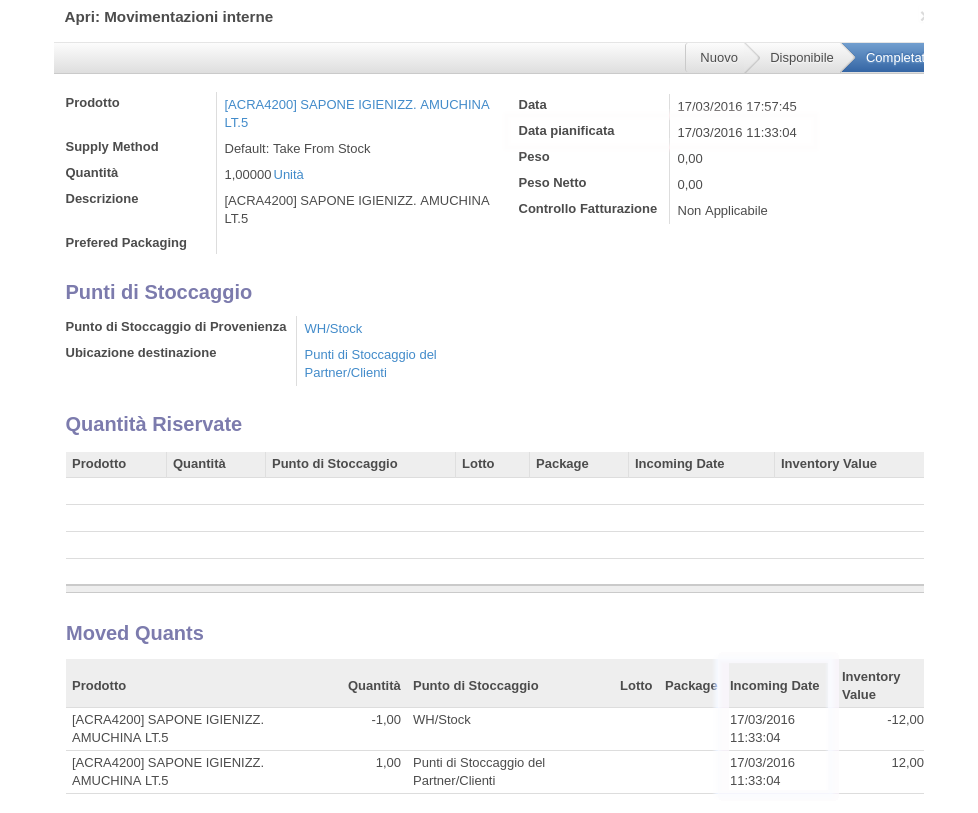 Apri: Movimentazioni interne
Nuovo Disponibile Completat
Prodotto [ACRA4200] SAPONE IGIENIZZ. AMUCHINA
LT.5
Supply Method Default: Take From Stock
Quantità 1,00000 Unità
Descrizione [ACRA4200] SAPONE IGIENIZZ. AMUCHINA
LT.5
Prefered Packaging
Data 17/03/2016 17:57:45
Data pianificata 17/03/2016 11:33:04
Peso 0,00
Peso Netto 0,00
Controllo Fatturazione Non Applicabile
Punti di Stoccaggio
Punto di Stoccaggio di Provenienza WH/Stock
Ubicazione destinazione Punti di Stoccaggio del
Partner/Clienti
Quantità Riservate
Prodotto Quantità Punto di Stoccaggio Lotto Package Incoming Date Inventory Value
Moved Quants
Prodotto Quantità Punto di Stoccaggio Lotto Package Incoming Date Inventory
Value
[ACRA4200] SAPONE IGIENIZZ. -1,00 WH/Stock 17/03/2016 -12,00
AMUCHINA LT.5 11:33:04
[ACRA4200] SAPONE IGIENIZZ. 1,00 Punti di Stoccaggio del 17/03/2016 12,00
AMUCHINA LT.5 Partner/Clienti 11:33:04